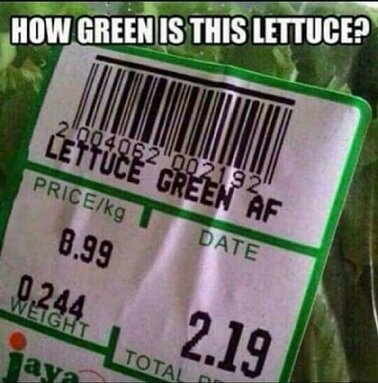 HOW GREEN IS THIS LETTUCE?
2 004062 002192
LETTUCE GREEN AF
PRICE/kg
DATE
8.99
0.244
WEIGHT
2.19
TOTAL
jaya